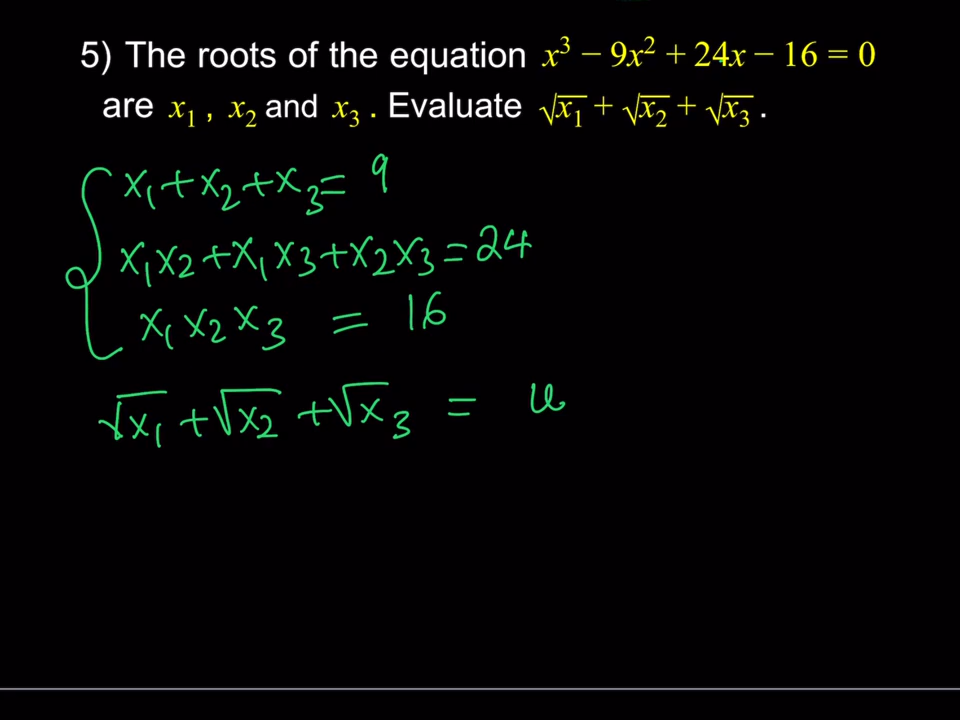 5) The roots of the equation x³ − 9x² + 24x − 16 = 0
are x₁ , x₂ and x₃ . Evaluate √x₁ + √x₂ + √x₃ .
x₁+x₂+x₃= 9
x₁x₂+x₁x₃+x₂x₃=24
x₁x₂x₃ = 16
√x₁ +√x₂ +√x₃ = u